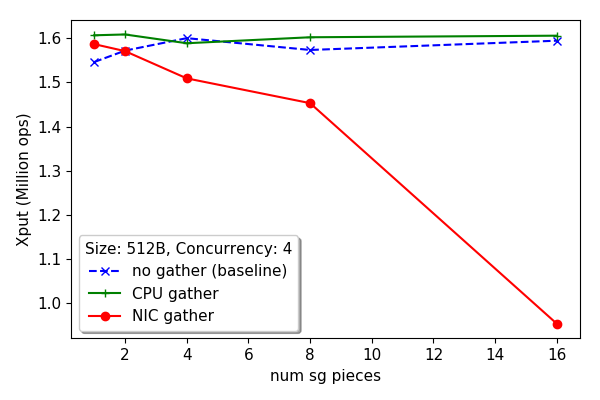 1.6
1.5
1.4
1.3
1.2
1.1
1.0
Xput (Million ops)
Size: 512B, Concurrency: 4
no gather (baseline)
CPU gather
NIC gather
2 4 6 8 10 12 14 16
num sg pieces